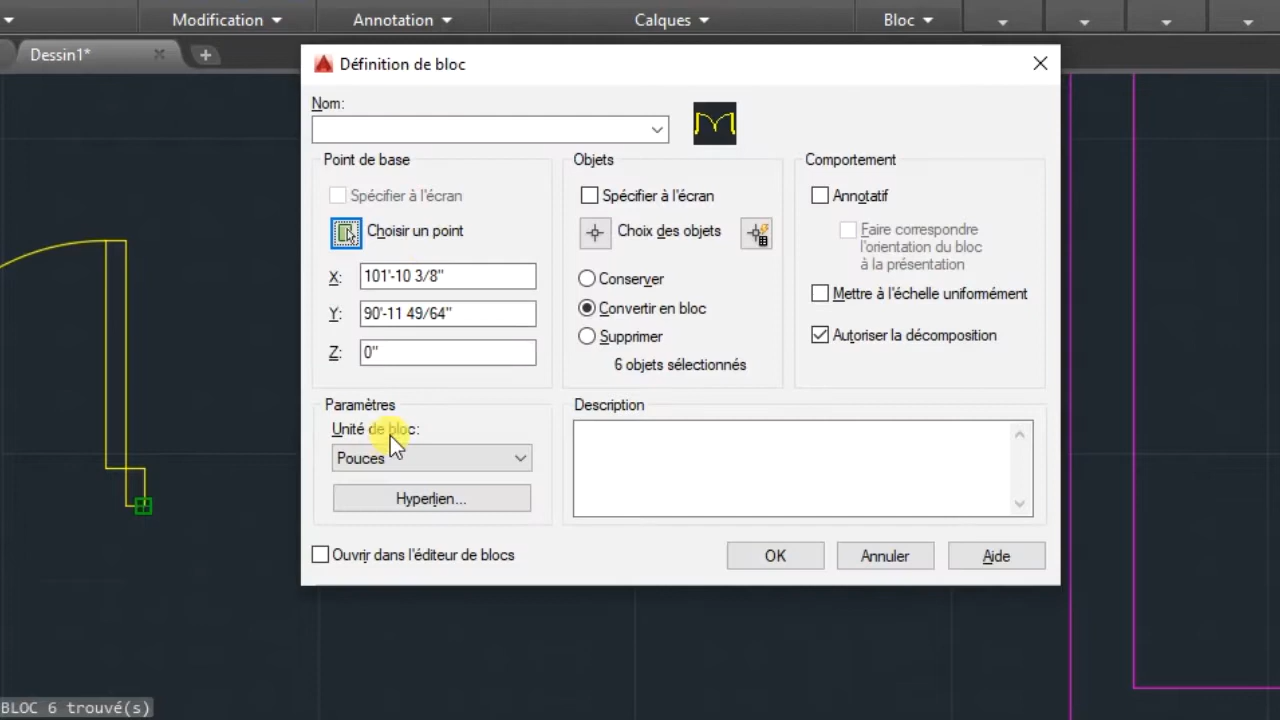 Modification Annotation Calques Bloc
Dessin1*
Définition de bloc
Nom:
Point de base
Spécifier à l'écran
Choisir un point
X: 101'-10 3/8"
Y: 90'-11 49/64"
Z: 0"
Objets
Spécifier à l'écran
Choix des objets
Conserver
Convertir en bloc
Supprimer
6 objets sélectionnés
Comportement
Annotatif
Faire correspondre
l'orientation du bloc
à la présentation
Mettre à l'échelle uniformément
Autoriser la décomposition
Paramètres
Unité de bloc:
Pouces
Hyperlien...
Description
Ouvrir dans l'éditeur de blocs
OK Annuler Aide
BLOC 6 trouvé(s)